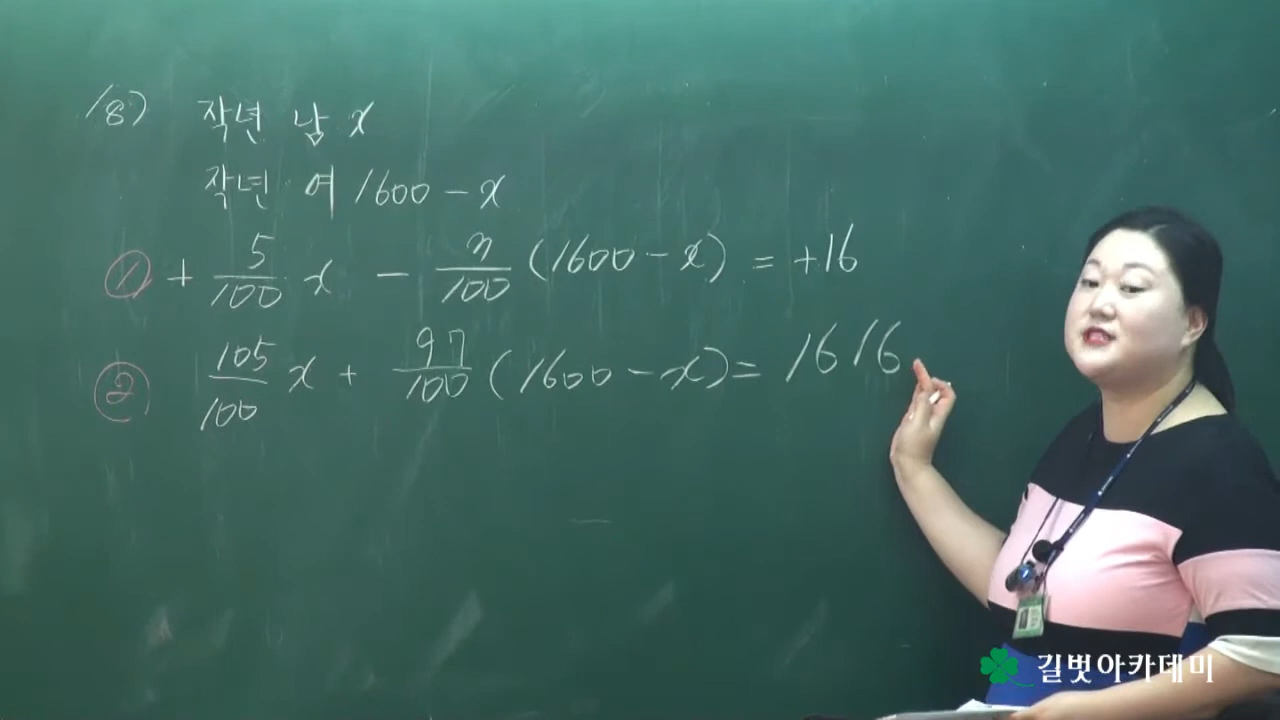 18) 작년 남 x
작년 여 1600 - x
① + 5/100 x - 3/100 (1600 - x) = +16
② 105/100 x + 97/100 (1600 - x) = 1616
길벗아카데미